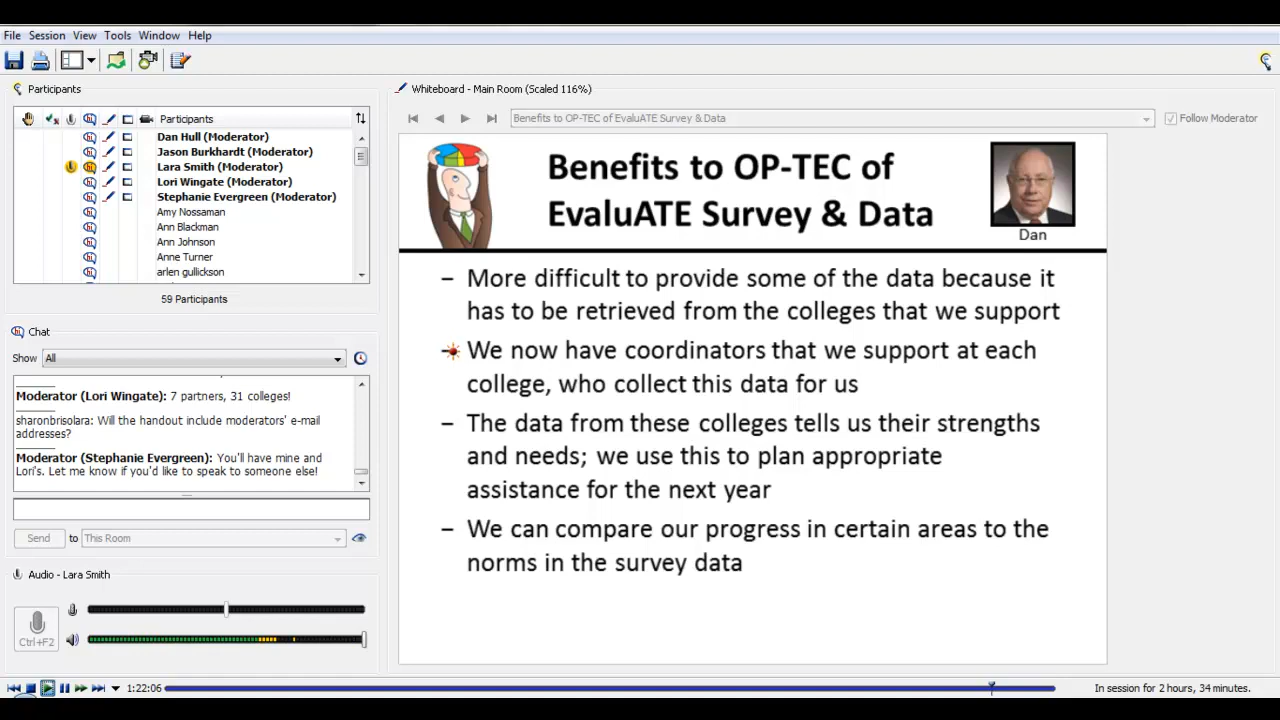 File Session View Tools Window Help
Participants
Participants
Dan Hull (Moderator)
Jason Burkhardt (Moderator)
Lara Smith (Moderator)
Lori Wingate (Moderator)
Stephanie Evergreen (Moderator)
Amy Nossaman
Ann Blackman
Ann Johnson
Anne Turner
arlen gullickson
59 Participants
Chat
Show All
Moderator (Lori Wingate): 7 partners, 31 colleges!
sharonbrisolara: Will the handout include moderators' e-mail
addresses?
Moderator (Stephanie Evergreen): You'll have mine and
Lori's. Let me know if you'd like to speak to someone else!
Send to This Room
Audio - Lara Smith
Ctrl+F2
Whiteboard - Main Room (Scaled 116%)
Benefits to OP-TEC of EvaluATE Survey & Data
Follow Moderator
Benefits to OP-TEC of
EvaluATE Survey & Data
Dan
– More difficult to provide some of the data because it
has to be retrieved from the colleges that we support
– We now have coordinators that we support at each
college, who collect this data for us
– The data from these colleges tells us their strengths
and needs; we use this to plan appropriate
assistance for the next year
– We can compare our progress in certain areas to the
norms in the survey data
1:22:06
In session for 2 hours, 34 minutes.